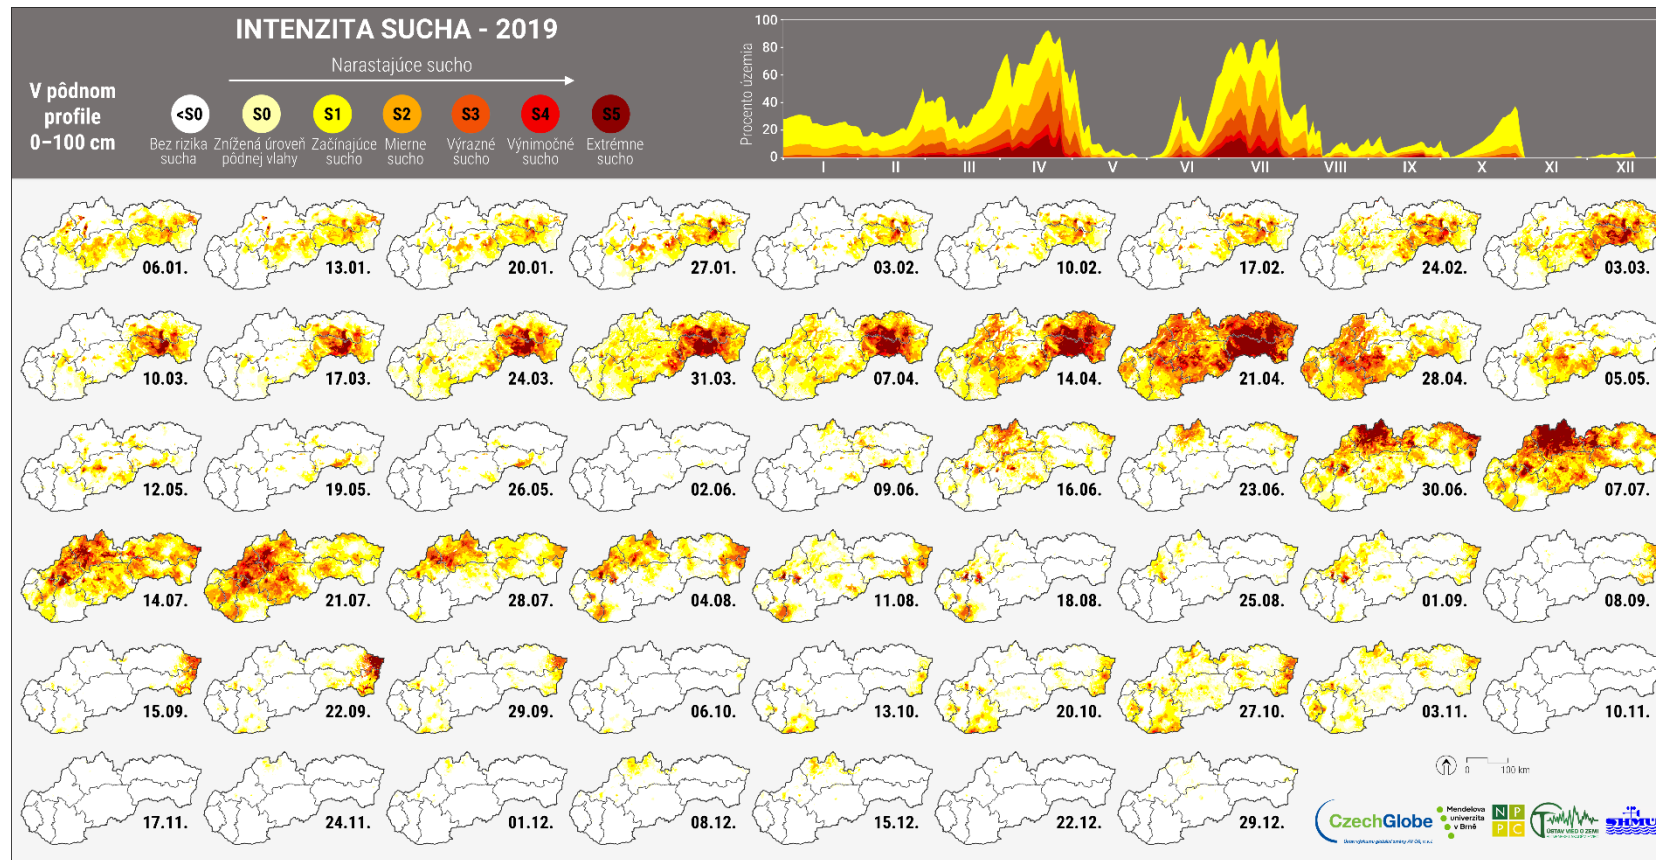 INTENZITA SUCHA - 2019
Narastajúce sucho
V pôdnom
profile
0–100 cm
<S0 S0 S1 S2 S3 S4 S5
Bez rizika sucha
Znížená úroveň pôdnej vlahy
Začínajúce sucho
Mierne sucho
Výrazné sucho
Výnimočné sucho
Extrémne sucho
Procento územia
100
80
60
40
20
0
I II III IV V VI VII VIII IX X XI XII
06.01. 13.01. 20.01. 27.01. 03.02. 10.02. 17.02. 24.02. 03.03.
10.03. 17.03. 24.03. 31.03. 07.04. 14.04. 21.04. 28.04. 05.05.
12.05. 19.05. 26.05. 02.06. 09.06. 16.06. 23.06. 30.06. 07.07.
14.07. 21.07. 28.07. 04.08. 11.08. 18.08. 25.08. 01.09. 08.09.
15.09. 22.09. 29.09. 06.10. 13.10. 20.10. 27.10. 03.11. 10.11.
17.11. 24.11. 01.12. 08.12. 15.12. 22.12. 29.12.
0 100 km
CzechGlobe
Mendelova
univerzita
v Brně
N P
P C
ÚSTAV VIED O ZEMI
SHMÚ